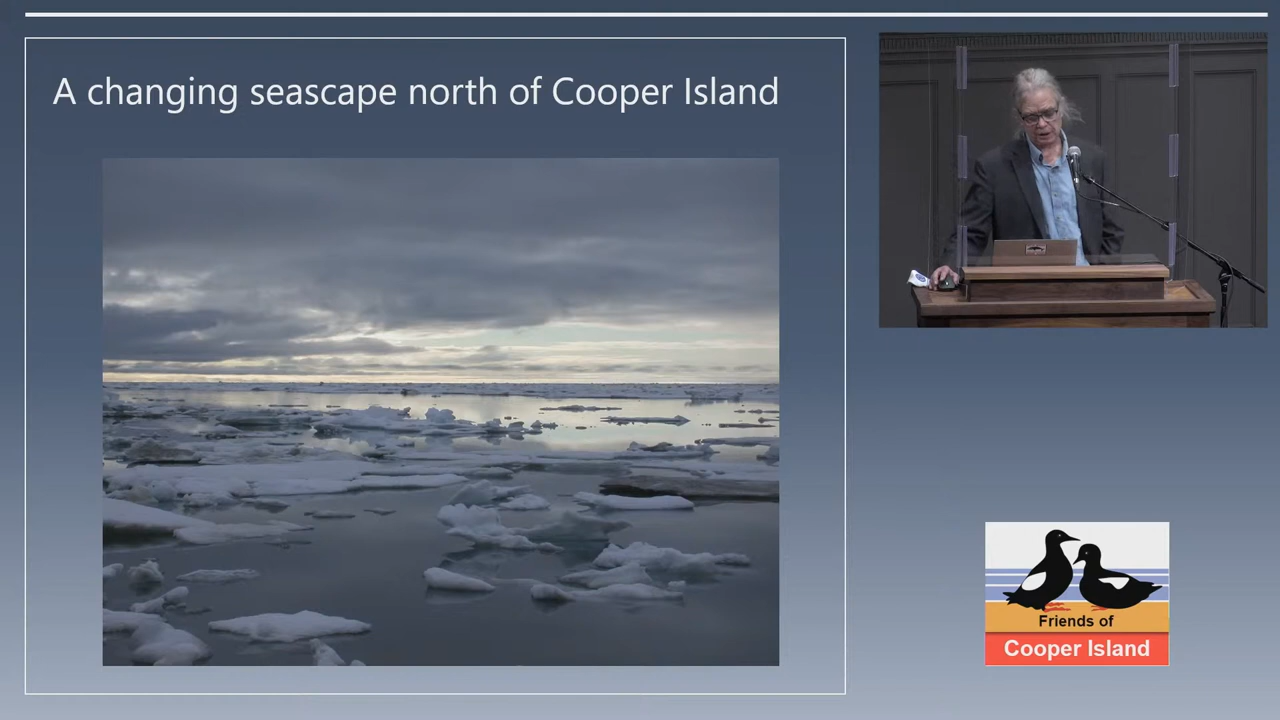 A changing seascape north of Cooper Island
Friends of
Cooper Island